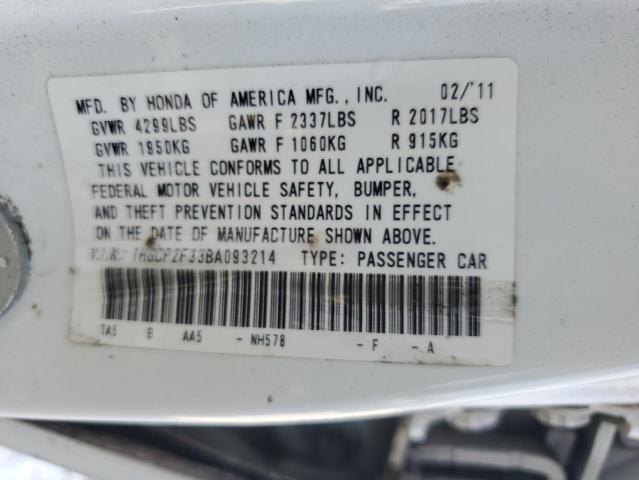 MFD. BY HONDA OF AMERICA MFG., INC. 02/'11
GVWR 4299LBS GAWR F 2337LBS R 2017LBS
GVWR 1950KG GAWR F 1060KG R 915KG
THIS VEHICLE CONFORMS TO ALL APPLICABLE
FEDERAL MOTOR VEHICLE SAFETY, BUMPER,
AND THEFT PREVENTION STANDARDS IN EFFECT
ON THE DATE OF MANUFACTURE SHOWN ABOVE.
V.I.N.: 1HGCP2F33BA093214 TYPE: PASSENGER CAR
TA5 B AA5 - NH578 - F - A